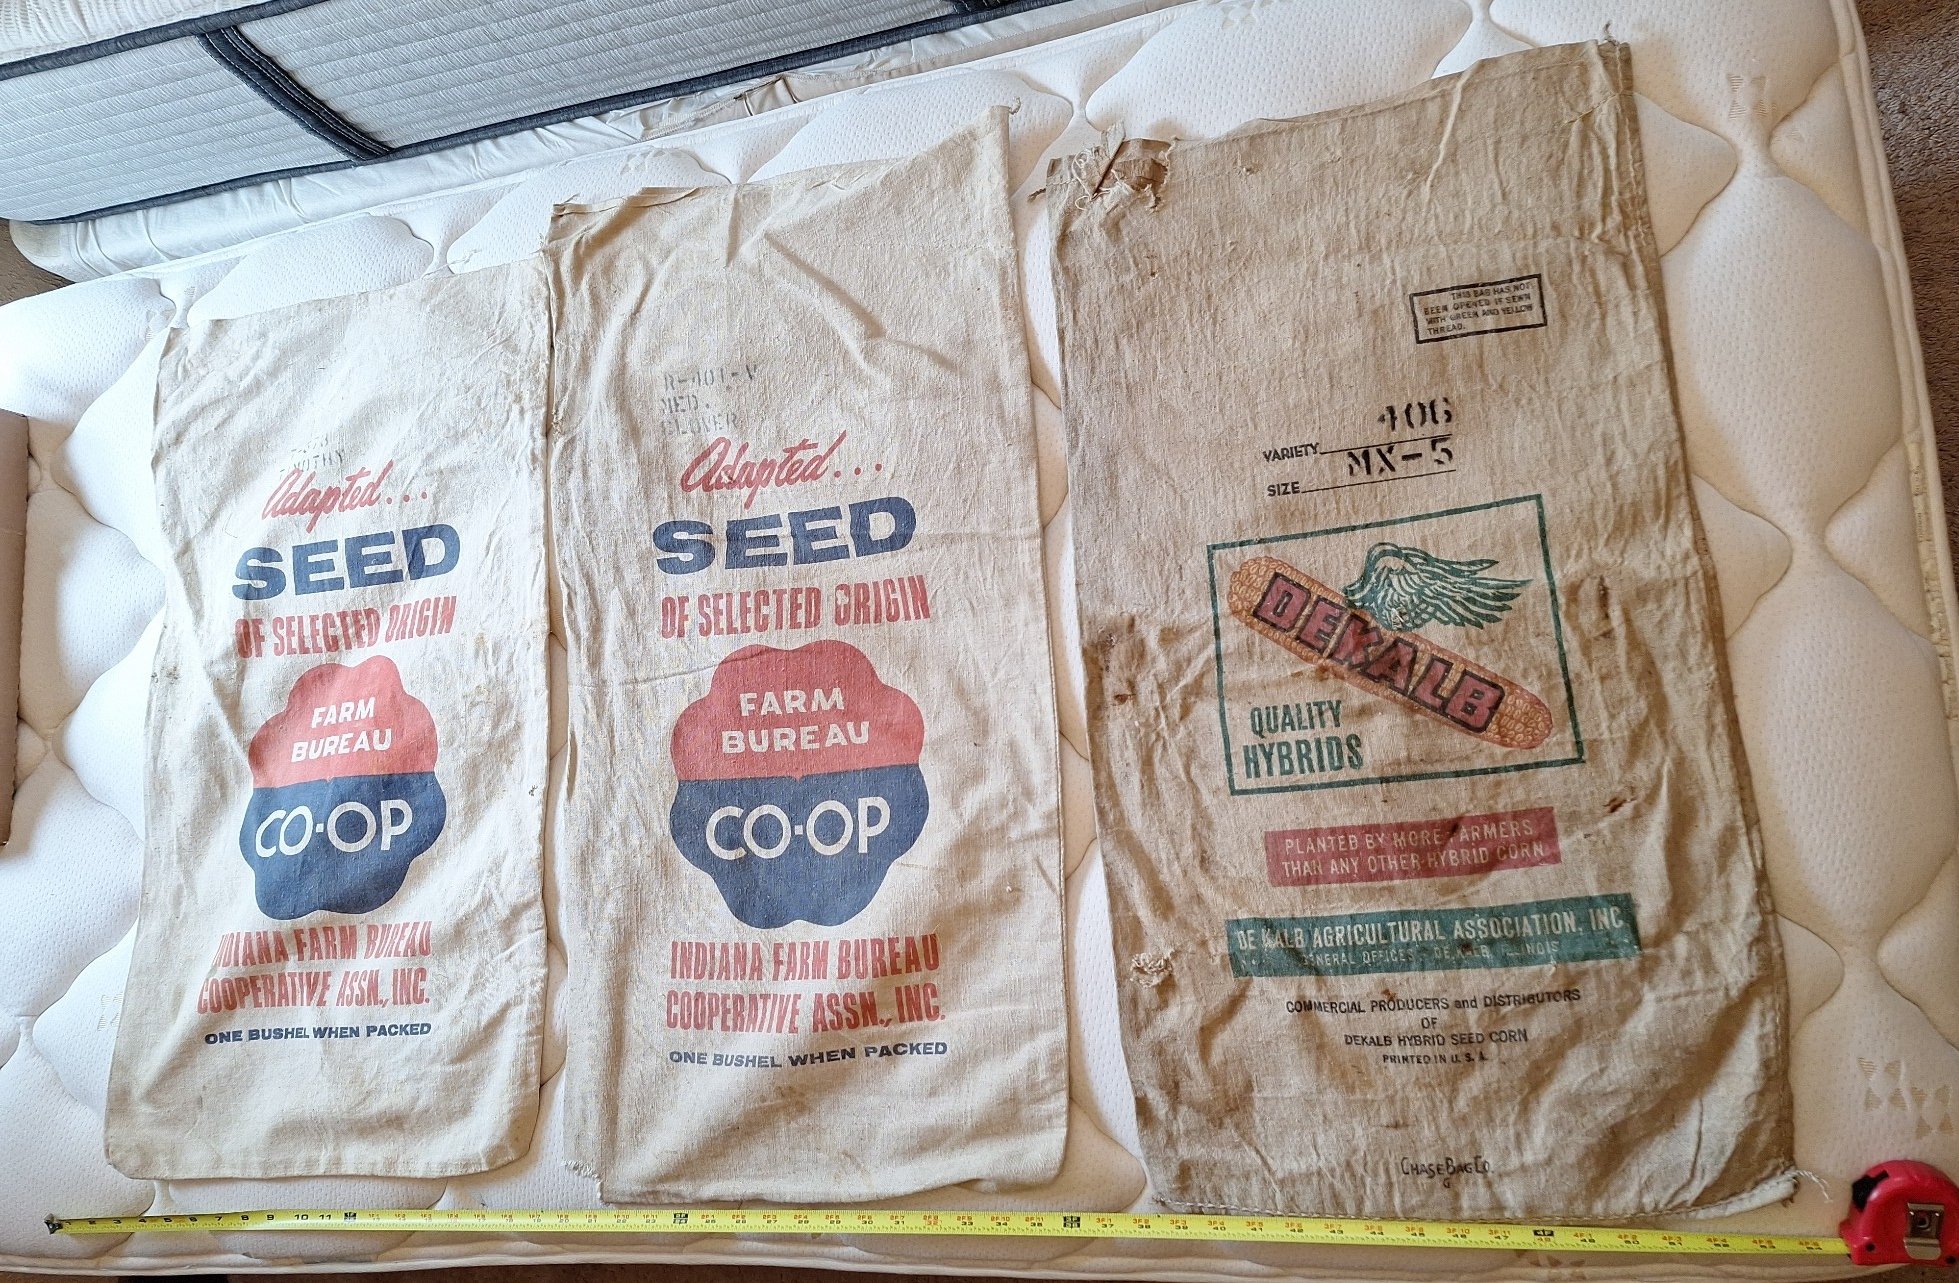 Adapted...
SEED
OF SELECTED ORIGIN
FARM
BUREAU
CO-OP
INDIANA FARM BUREAU
COOPERATIVE ASSN., INC.
ONE BUSHEL WHEN PACKED
R-401-V
MED.
CLOVER
Adapted...
SEED
OF SELECTED ORIGIN
FARM
BUREAU
CO-OP
INDIANA FARM BUREAU
COOPERATIVE ASSN., INC.
ONE BUSHEL WHEN PACKED
THIS BAG HAS NOT
BEEN OPENED IF SEWN
WITH GREEN AND YELLOW
THREAD.
VARIETY 406
SIZE MX-5
DEKALB
QUALITY
HYBRIDS
PLANTED BY MORE FARMERS
THAN ANY OTHER HYBRID CORN
DE KALB AGRICULTURAL ASSOCIATION, INC
GENERAL OFFICES - DE KALB, ILLINOIS
COMMERCIAL PRODUCERS and DISTRIBUTORS
OF
DEKALB HYBRID SEED CORN
PRINTED IN U. S. A.
CHASE BAG CO.
G